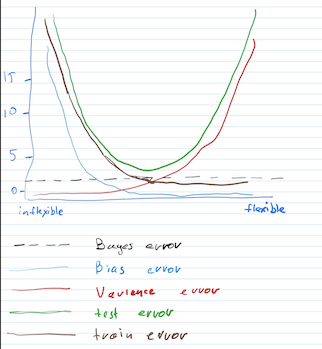 15
10
5
0
inflexible flexible
Bayes error
Bias error
Variance error
test error
train error